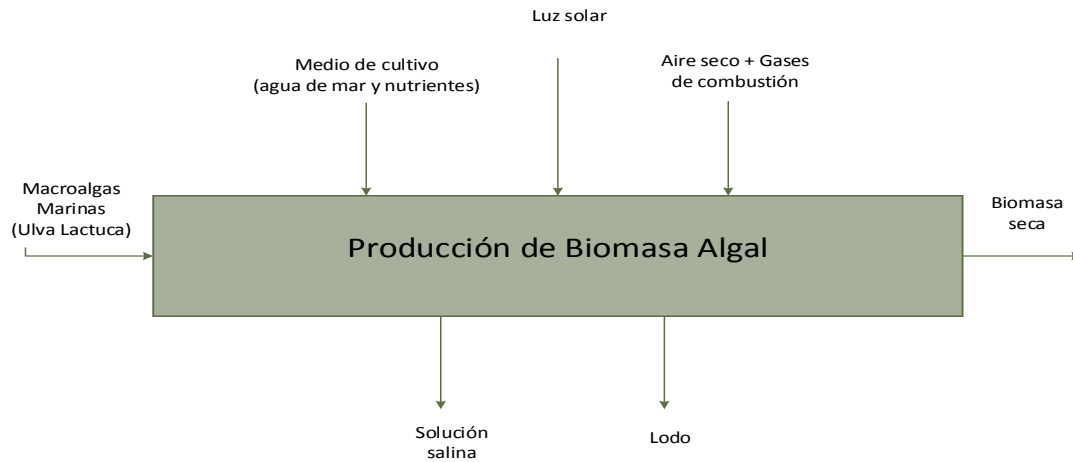 Luz solar
Medio de cultivo
(agua de mar y nutrientes)
Aire seco + Gases
de combustión
Macroalgas
Marinas
(Ulva Lactuca)
Producción de Biomasa Algal
Biomasa
seca
Solución
salina
Lodo